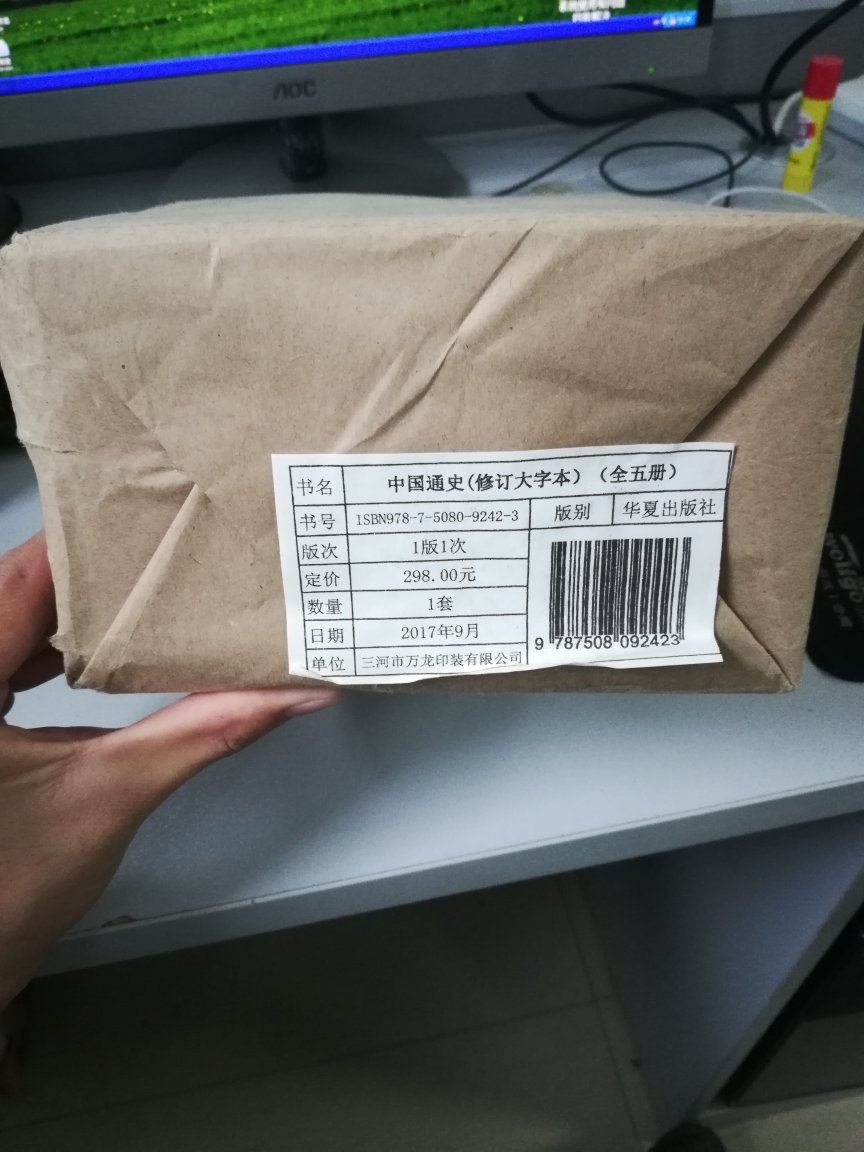 AOC
书名 中国通史(修订大字本)（全五册）
书号 ISBN978-7-5080-9242-3 版别 华夏出版社
版次 1版1次
定价 298.00元
数量 1套
日期 2017年9月
单位 三河市万龙印装有限公司
9 787508 092423